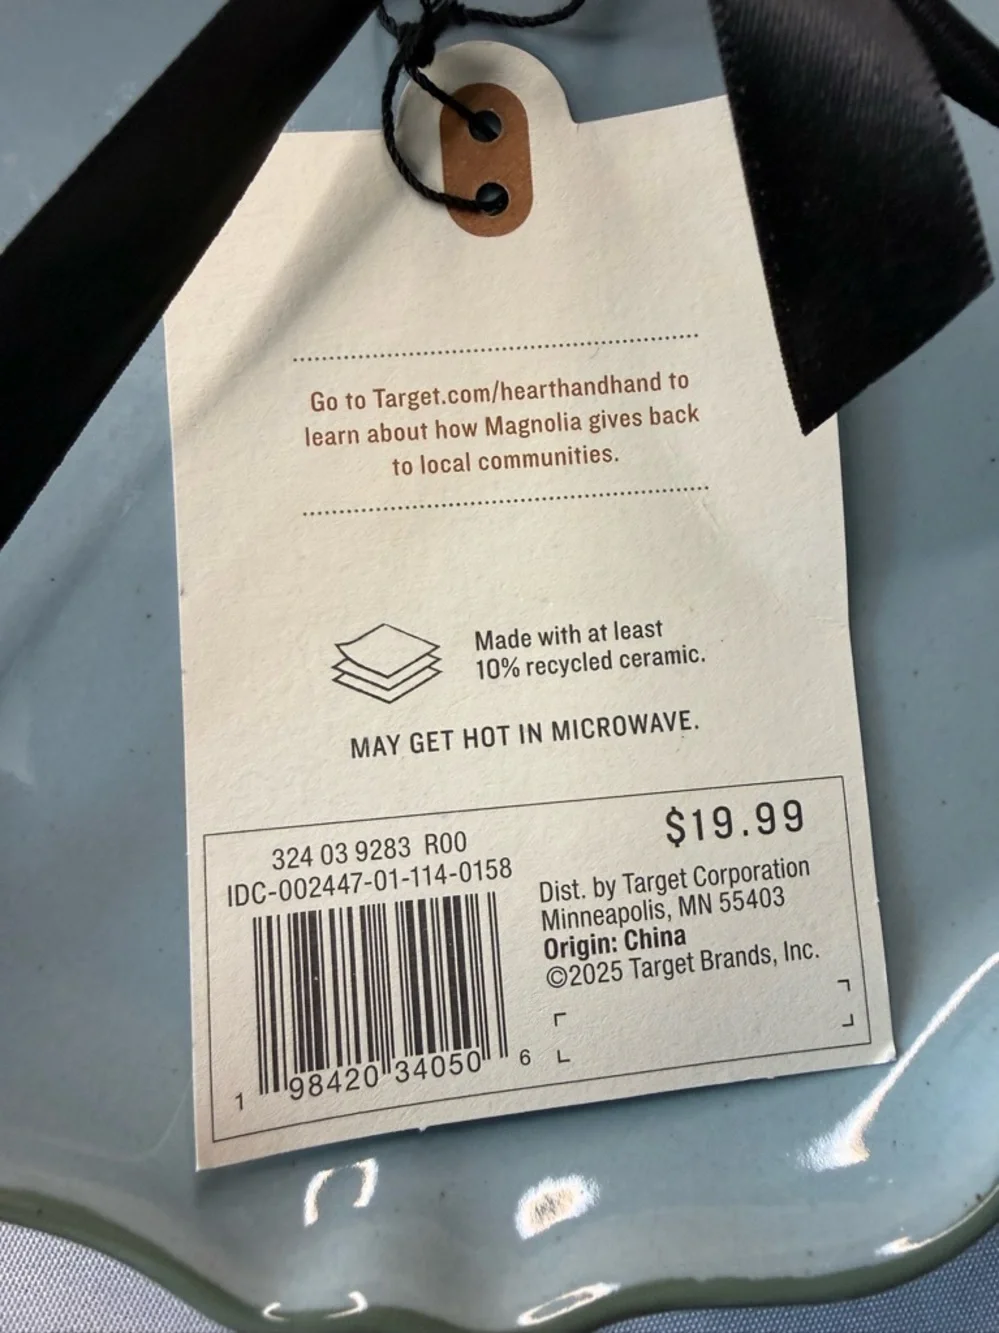 Go to Target.com/hearthandhand to
learn about how Magnolia gives back
to local communities.
Made with at least
10% recycled ceramic.
MAY GET HOT IN MICROWAVE.
$19.99
324 03 9283 R00
IDC-002447-01-114-0158
Dist. by Target Corporation
Minneapolis, MN 55403
Origin: China
©2025 Target Brands, Inc.
1 98420 34050 6